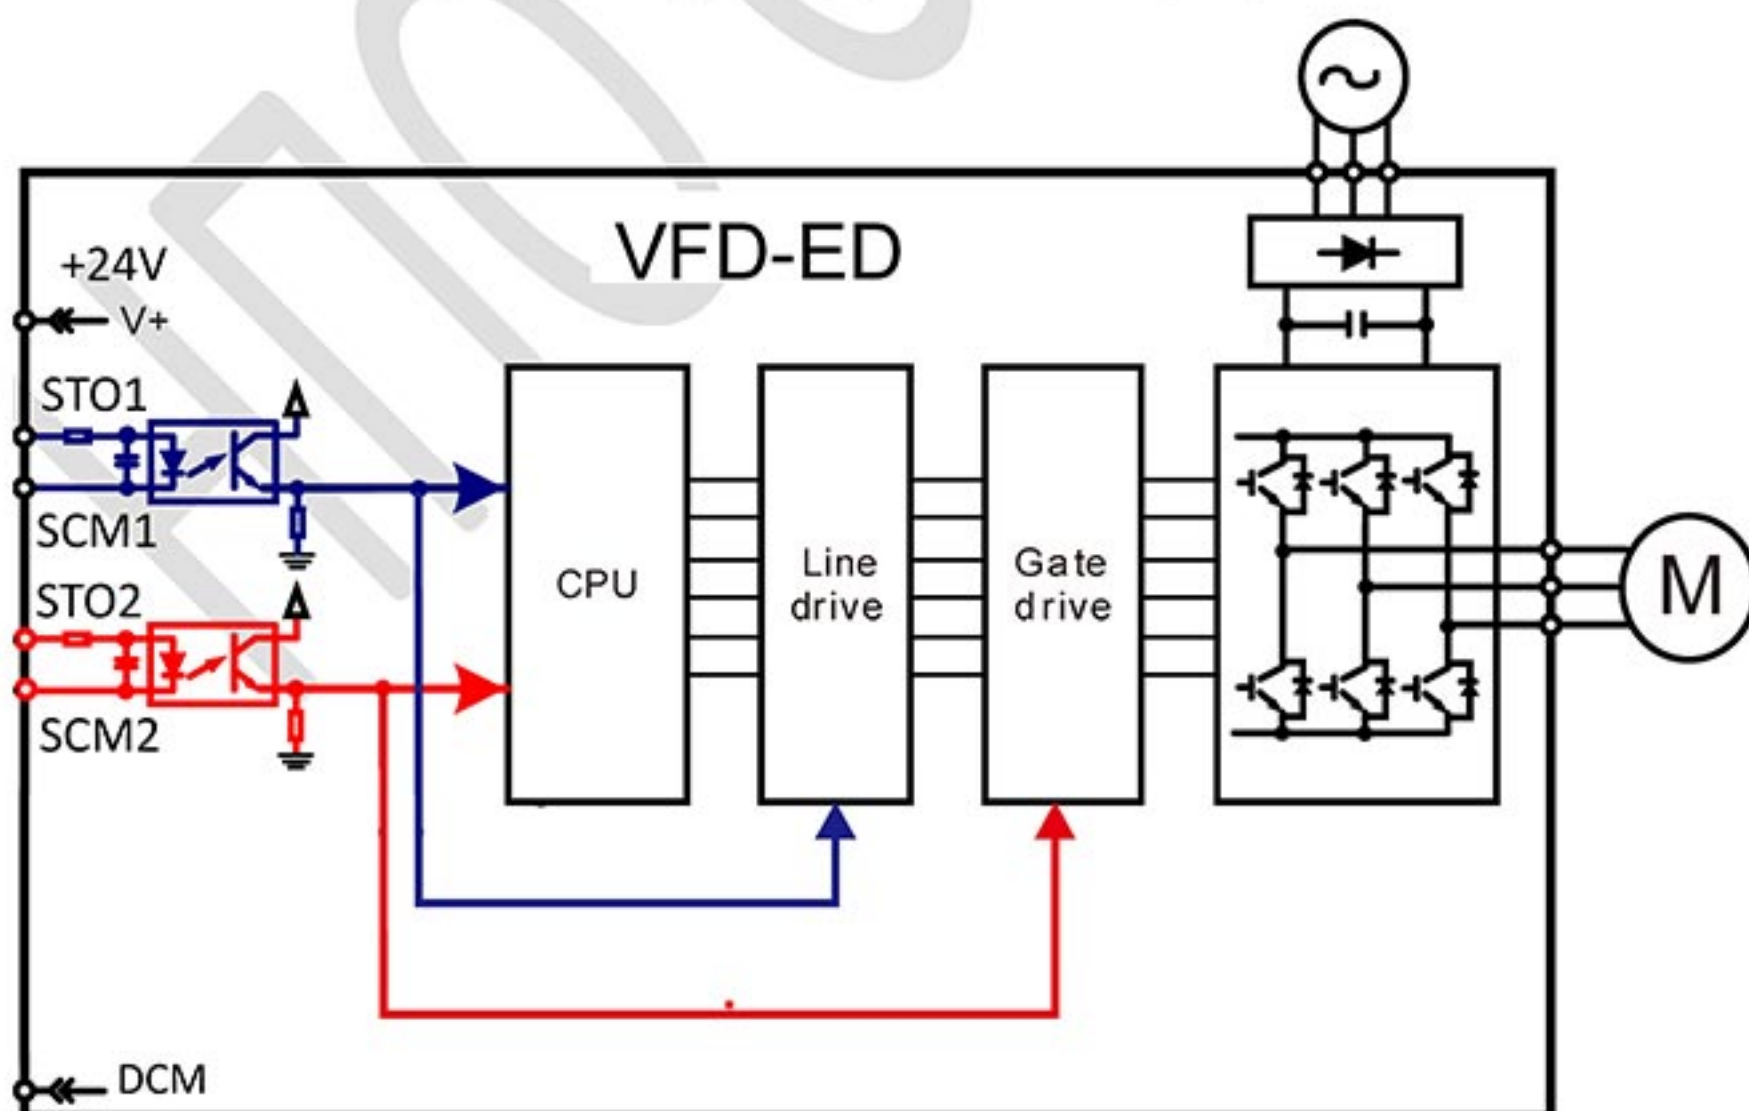 VFD-ED
+24V
V+
STO1
SCM1
STO2
SCM2
CPU
Line
drive
Gate
drive
M
DCM